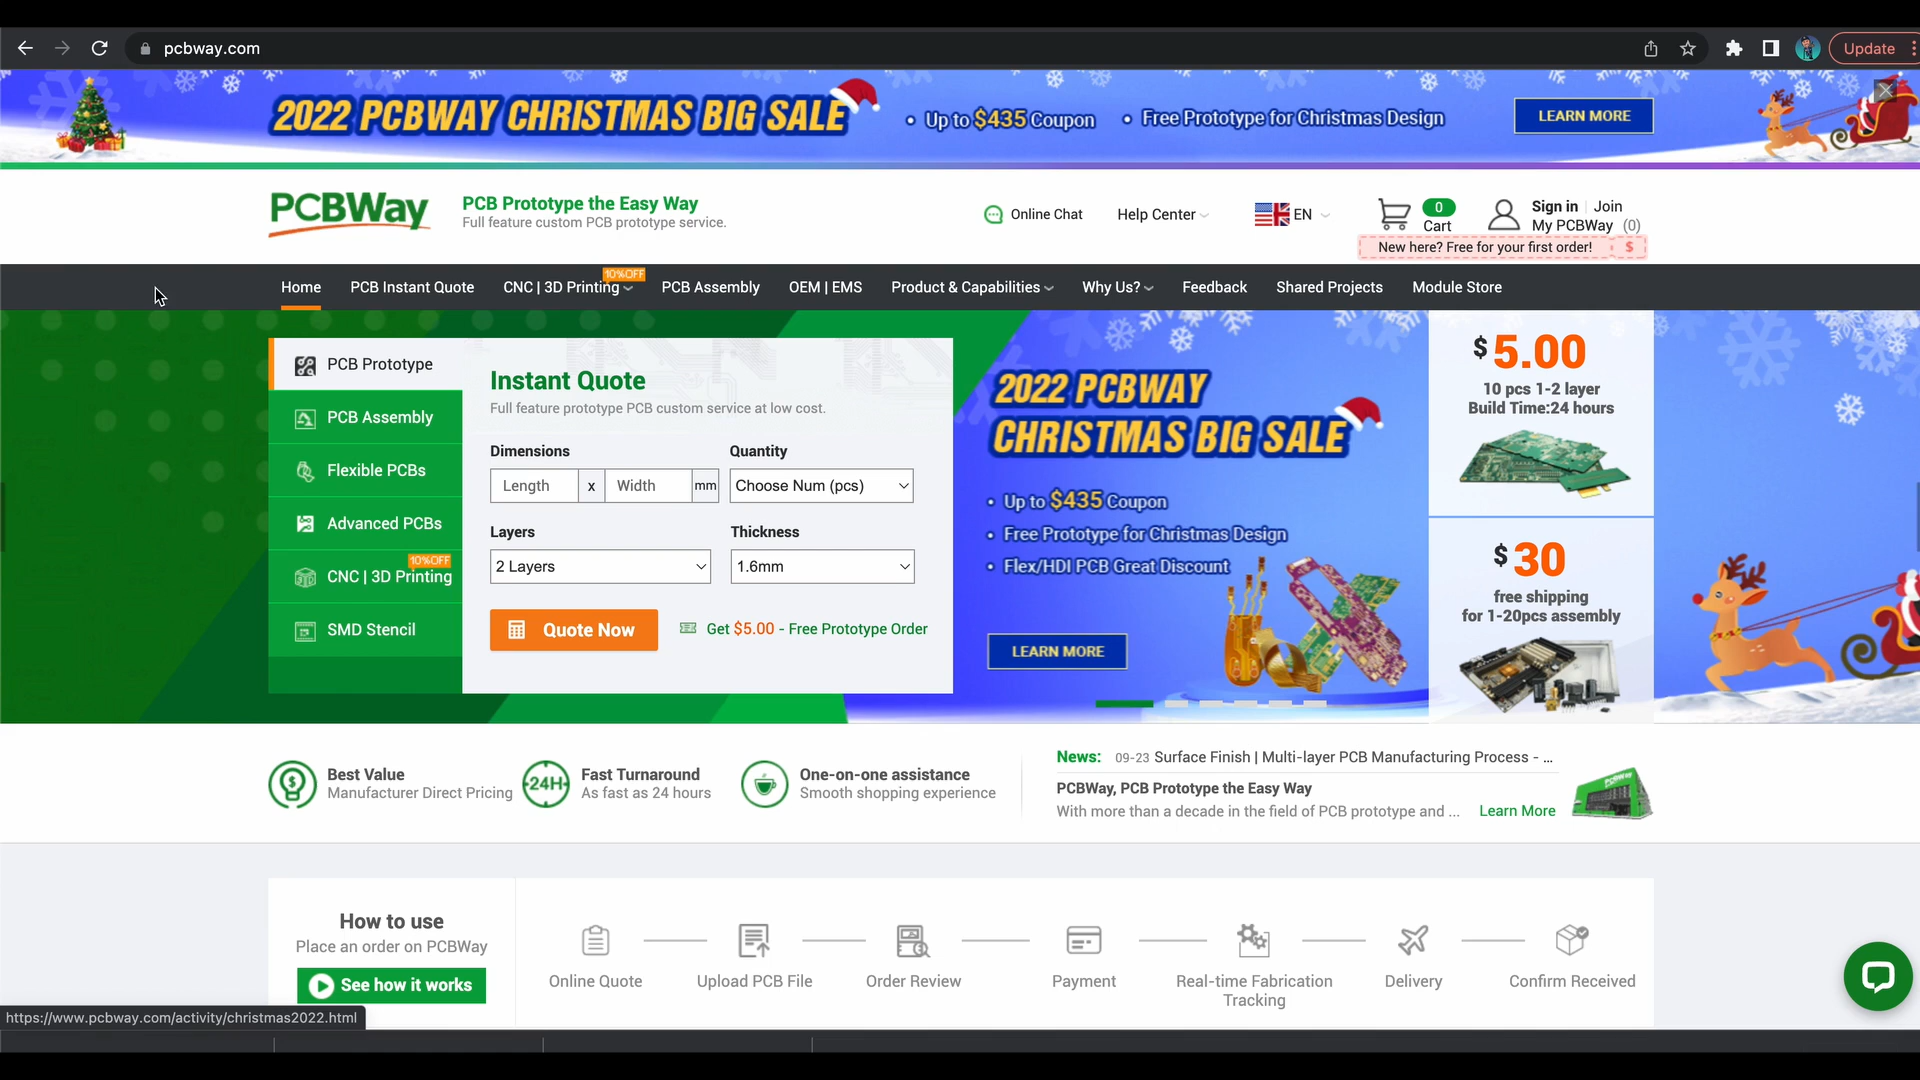 pcbway.com
Update
2022 PCBWAY CHRISTMAS BIG SALE
• Up to $435 Coupon
• Free Prototype for Christmas Design
LEARN MORE
PCBWay
PCB Prototype the Easy Way
Full feature custom PCB prototype service.
Online Chat
Help Center
EN
0
Cart
Sign in
Join
My PCBWay (0)
New here? Free for your first order!
$
Home
PCB Instant Quote
CNC | 3D Printing
10%OFF
PCB Assembly
OEM | EMS
Product & Capabilities
Why Us?
Feedback
Shared Projects
Module Store
PCB Prototype
PCB Assembly
Flexible PCBs
Advanced PCBs
10%OFF
CNC | 3D Printing
SMD Stencil
Instant Quote
Full feature prototype PCB custom service at low cost.
Dimensions
Quantity
Length
x
Width
mm
Choose Num (pcs)
Layers
Thickness
2 Layers
1.6mm
Quote Now
Get $5.00 - Free Prototype Order
2022 PCBWAY
CHRISTMAS BIG SALE
• Up to $435 Coupon
• Free Prototype for Christmas Design
• Flex/HDI PCB Great Discount
LEARN MORE
$5.00
10 pcs 1-2 layer
Build Time:24 hours
$30
free shipping
for 1-20pcs assembly
Best Value
Manufacturer Direct Pricing
24H
Fast Turnaround
As fast as 24 hours
One-on-one assistance
Smooth shopping experience
News:
09-23 Surface Finish | Multi-layer PCB Manufacturing Process - ...
PCBWay, PCB Prototype the Easy Way
With more than a decade in the field of PCB prototype and ...
Learn More
How to use
Place an order on PCBWay
See how it works
Online Quote
Upload PCB File
Order Review
Payment
Real-time Fabrication
Tracking
Delivery
Confirm Received
https://www.pcbway.com/activity/christmas2022.html